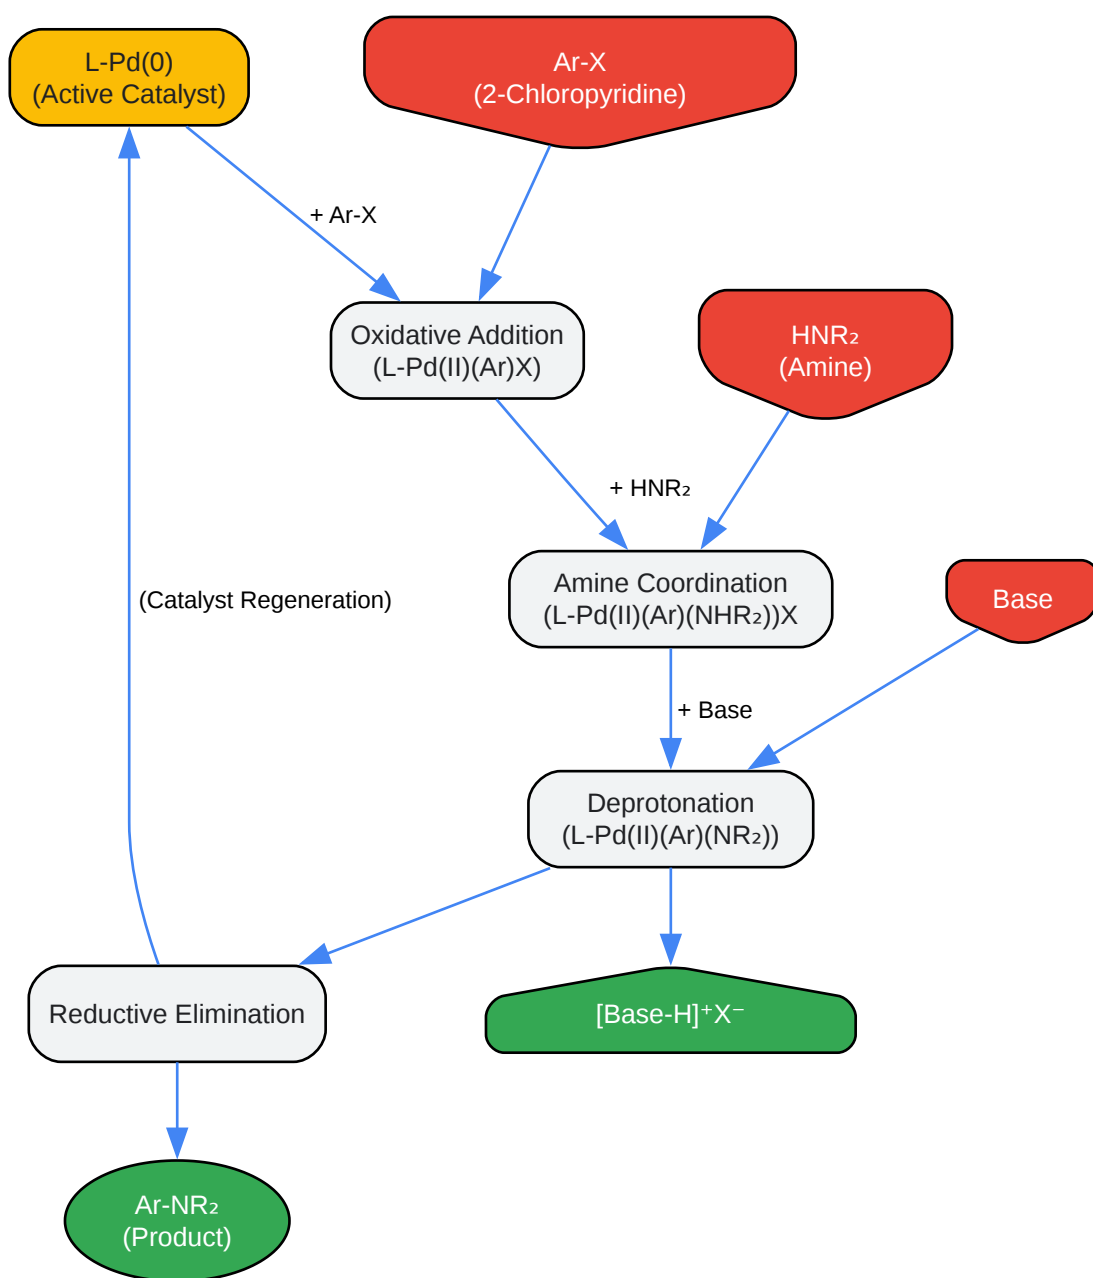 L-Pd(0)
(Active Catalyst)
Ar-X
(2-Chloropyridine)
+ Ar-X
Oxidative Addition
(L-Pd(II)(Ar)X)
HNR₂
(Amine)
+ HNR₂
Amine Coordination
(L-Pd(II)(Ar)(NHR₂))X
Base
(Catalyst Regeneration)
+ Base
Deprotonation
(L-Pd(II)(Ar)(NR₂))
Reductive Elimination
[Base-H]⁺X⁻
Ar-NR₂
(Product)